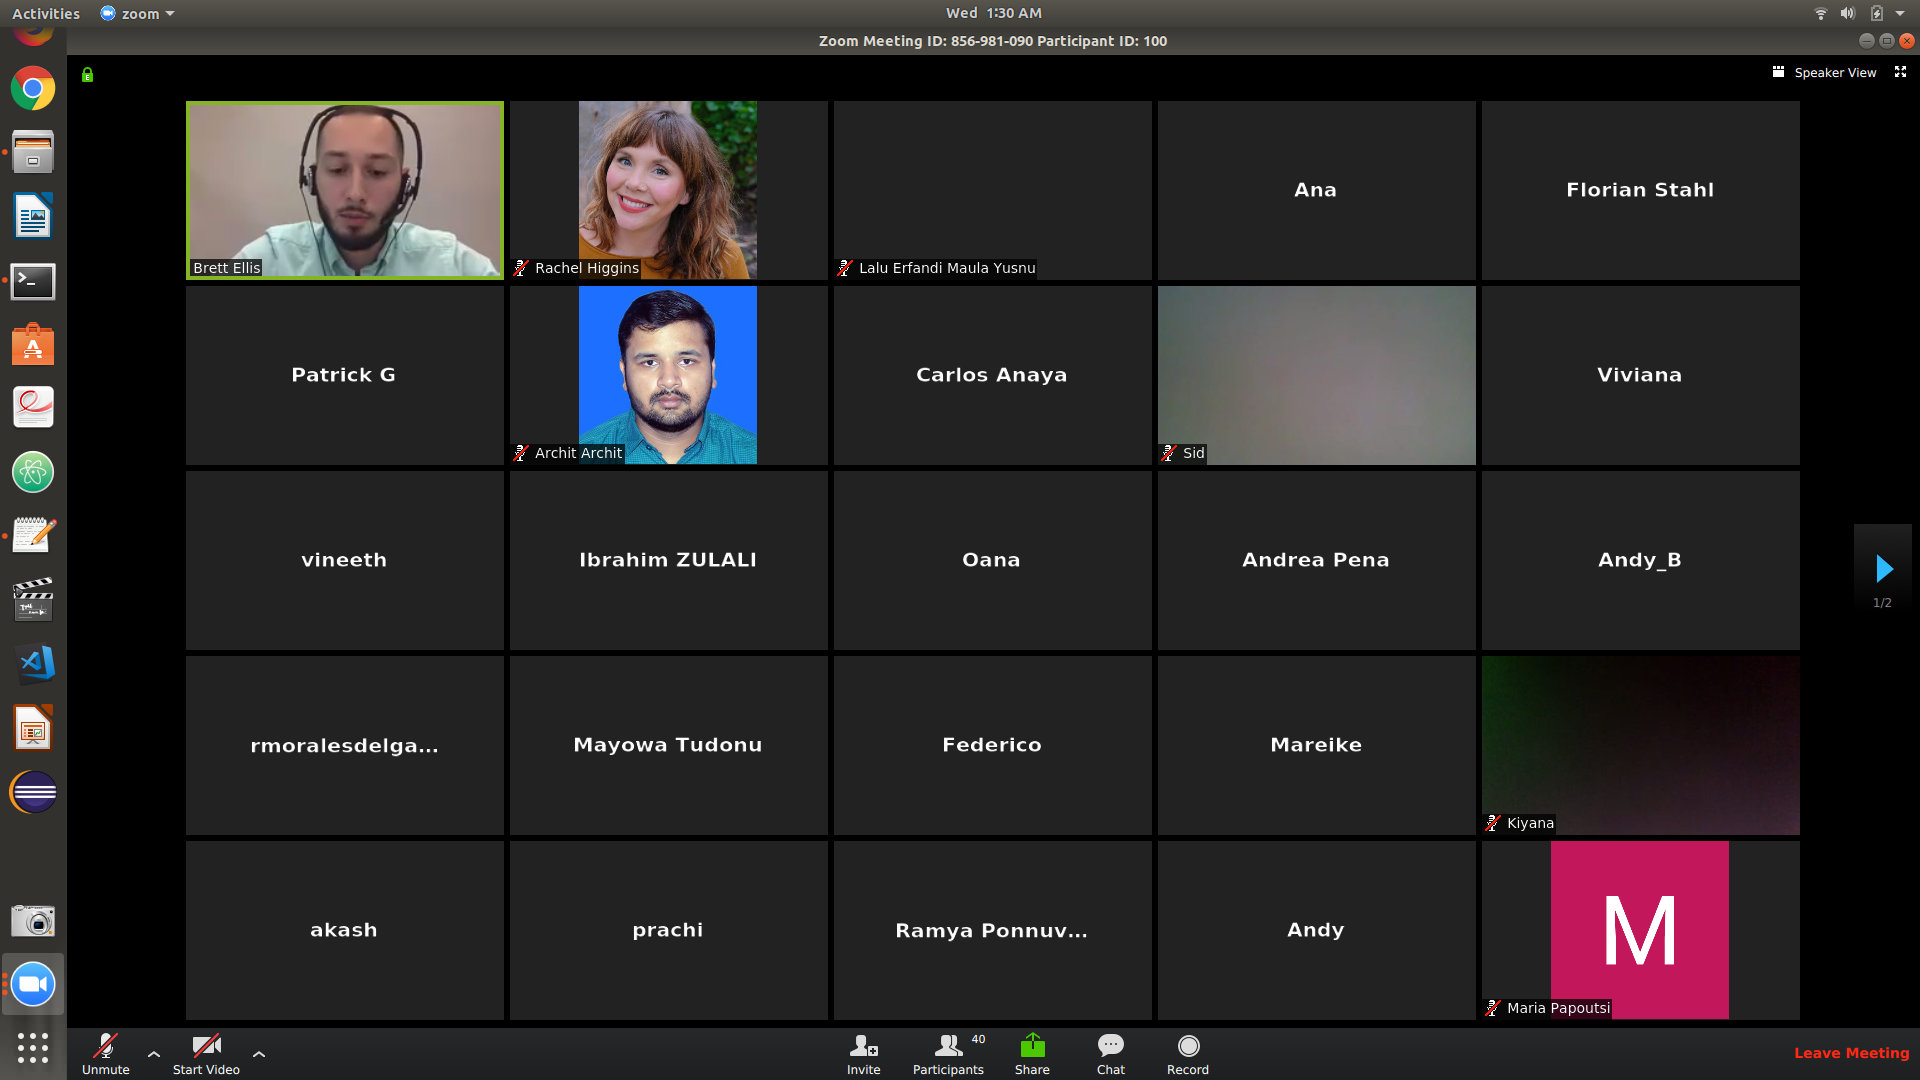 Activities zoom Wed 1:30 AM
Zoom Meeting ID: 856-981-090 Participant ID: 100
Speaker View
Brett Ellis
Rachel Higgins
Lalu Erfandi Maula Yusnu
Ana
Florian Stahl
Patrick G
Archit Archit
Carlos Anaya
Sid
Viviana
vineeth
Ibrahim ZULALI
Oana
Andrea Pena
Andy_B
1/2
rmoralesdelga...
Mayowa Tudonu
Federico
Mareike
Kiyana
akash
prachi
Ramya Ponnuv...
Andy
M
Maria Papoutsi
Unmute
Start Video
Invite
Participants 40
Share
Chat
Record
Leave Meeting